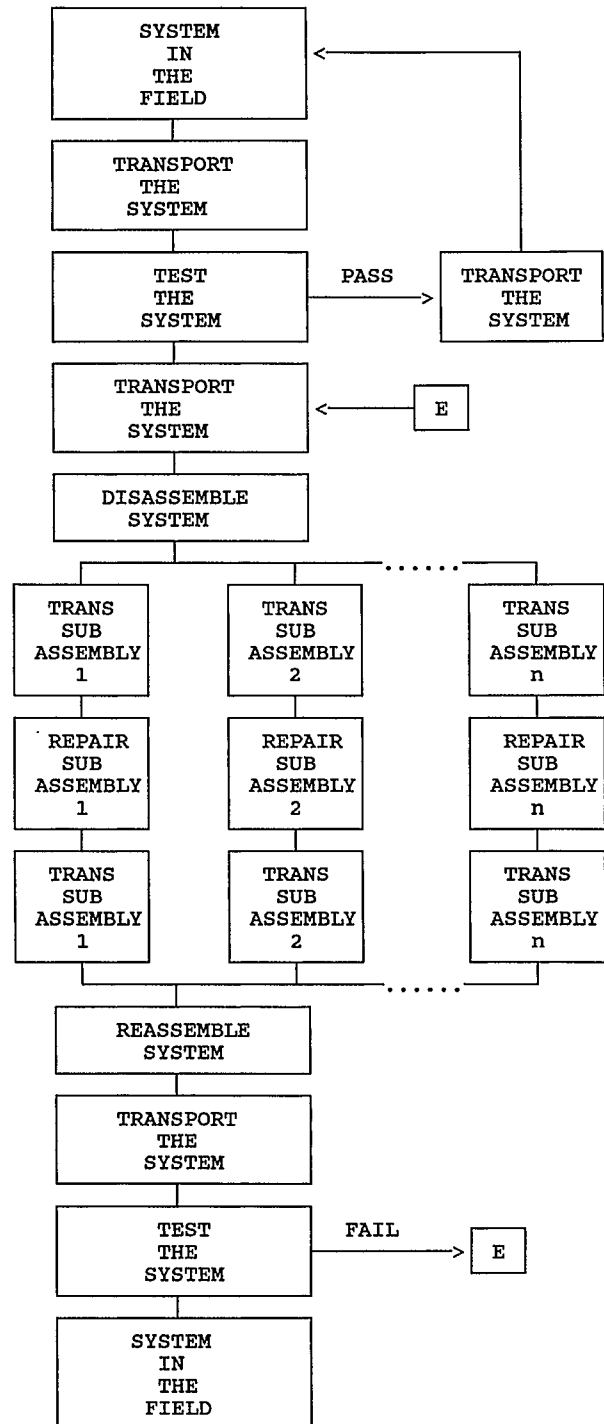 SYSTEM
IN
THE
FIELD
TRANSPORT
THE
SYSTEM
TEST
THE
SYSTEM
PASS
TRANSPORT
THE
SYSTEM
TRANSPORT
THE
SYSTEM
E
DISASSEMBLE
SYSTEM
......
TRANS
SUB
ASSEMBLY
1
TRANS
SUB
ASSEMBLY
2
TRANS
SUB
ASSEMBLY
n
REPAIR
SUB
ASSEMBLY
1
REPAIR
SUB
ASSEMBLY
2
REPAIR
SUB
ASSEMBLY
n
TRANS
SUB
ASSEMBLY
1
TRANS
SUB
ASSEMBLY
2
TRANS
SUB
ASSEMBLY
n
......
REASSEMBLE
SYSTEM
TRANSPORT
THE
SYSTEM
TEST
THE
SYSTEM
FAIL
E
SYSTEM
IN
THE
FIELD